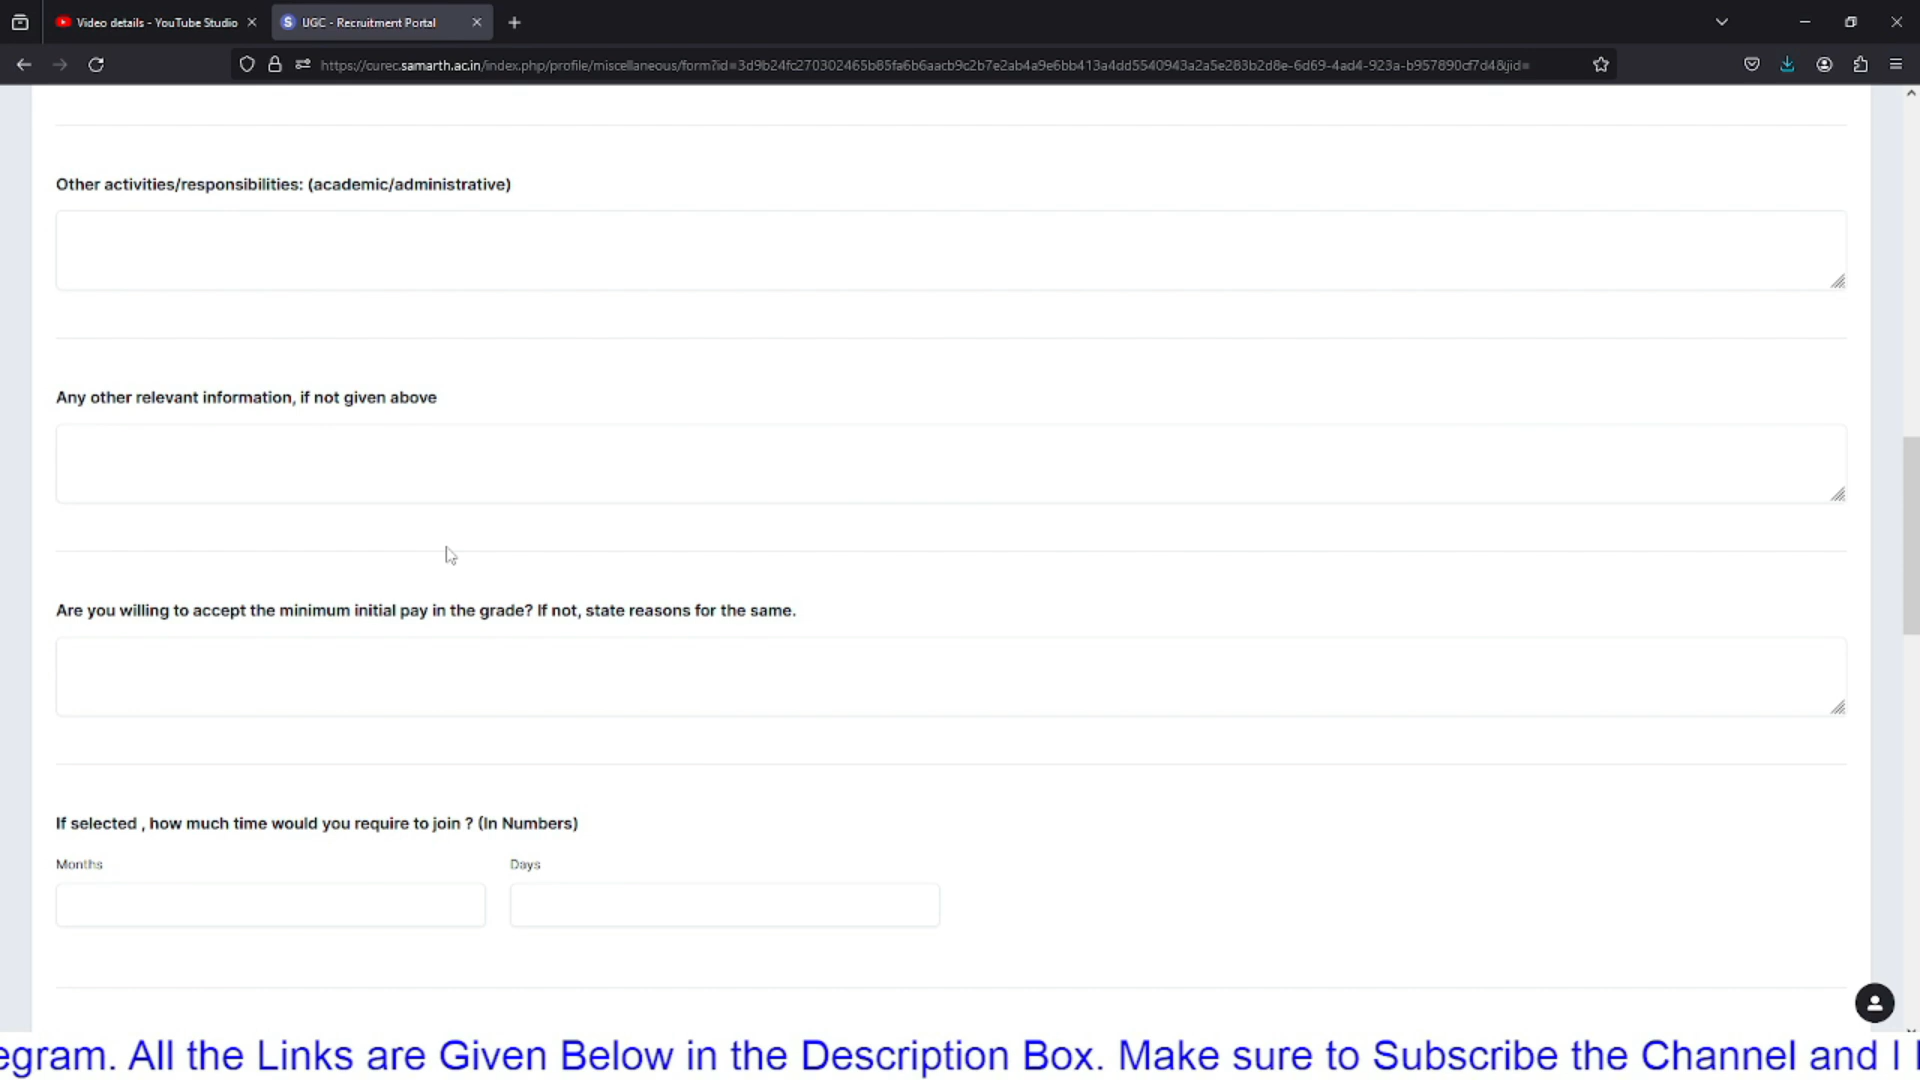 Video details - YouTube Studio
UGC - Recruitment Portal
https://curec.samarth.ac.in/index.php/profile/miscellaneous/form?id=3d9b24fc270302465b85fa6b6aacb9c2b7e2ab4a9e6bb413a4dd5540943a2a5e283b2d8e-6d69-4ad4-923a-b957890cf7d4&jid=
Other activities/responsibilities: (academic/administrative)
Any other relevant information, if not given above
Are you willing to accept the minimum initial pay in the grade? If not, state reasons for the same.
If selected , how much time would you require to join ? (In Numbers)
Months Days
egram. All the Links are Given Below in the Description Box. Make sure to Subscribe the Channel and I